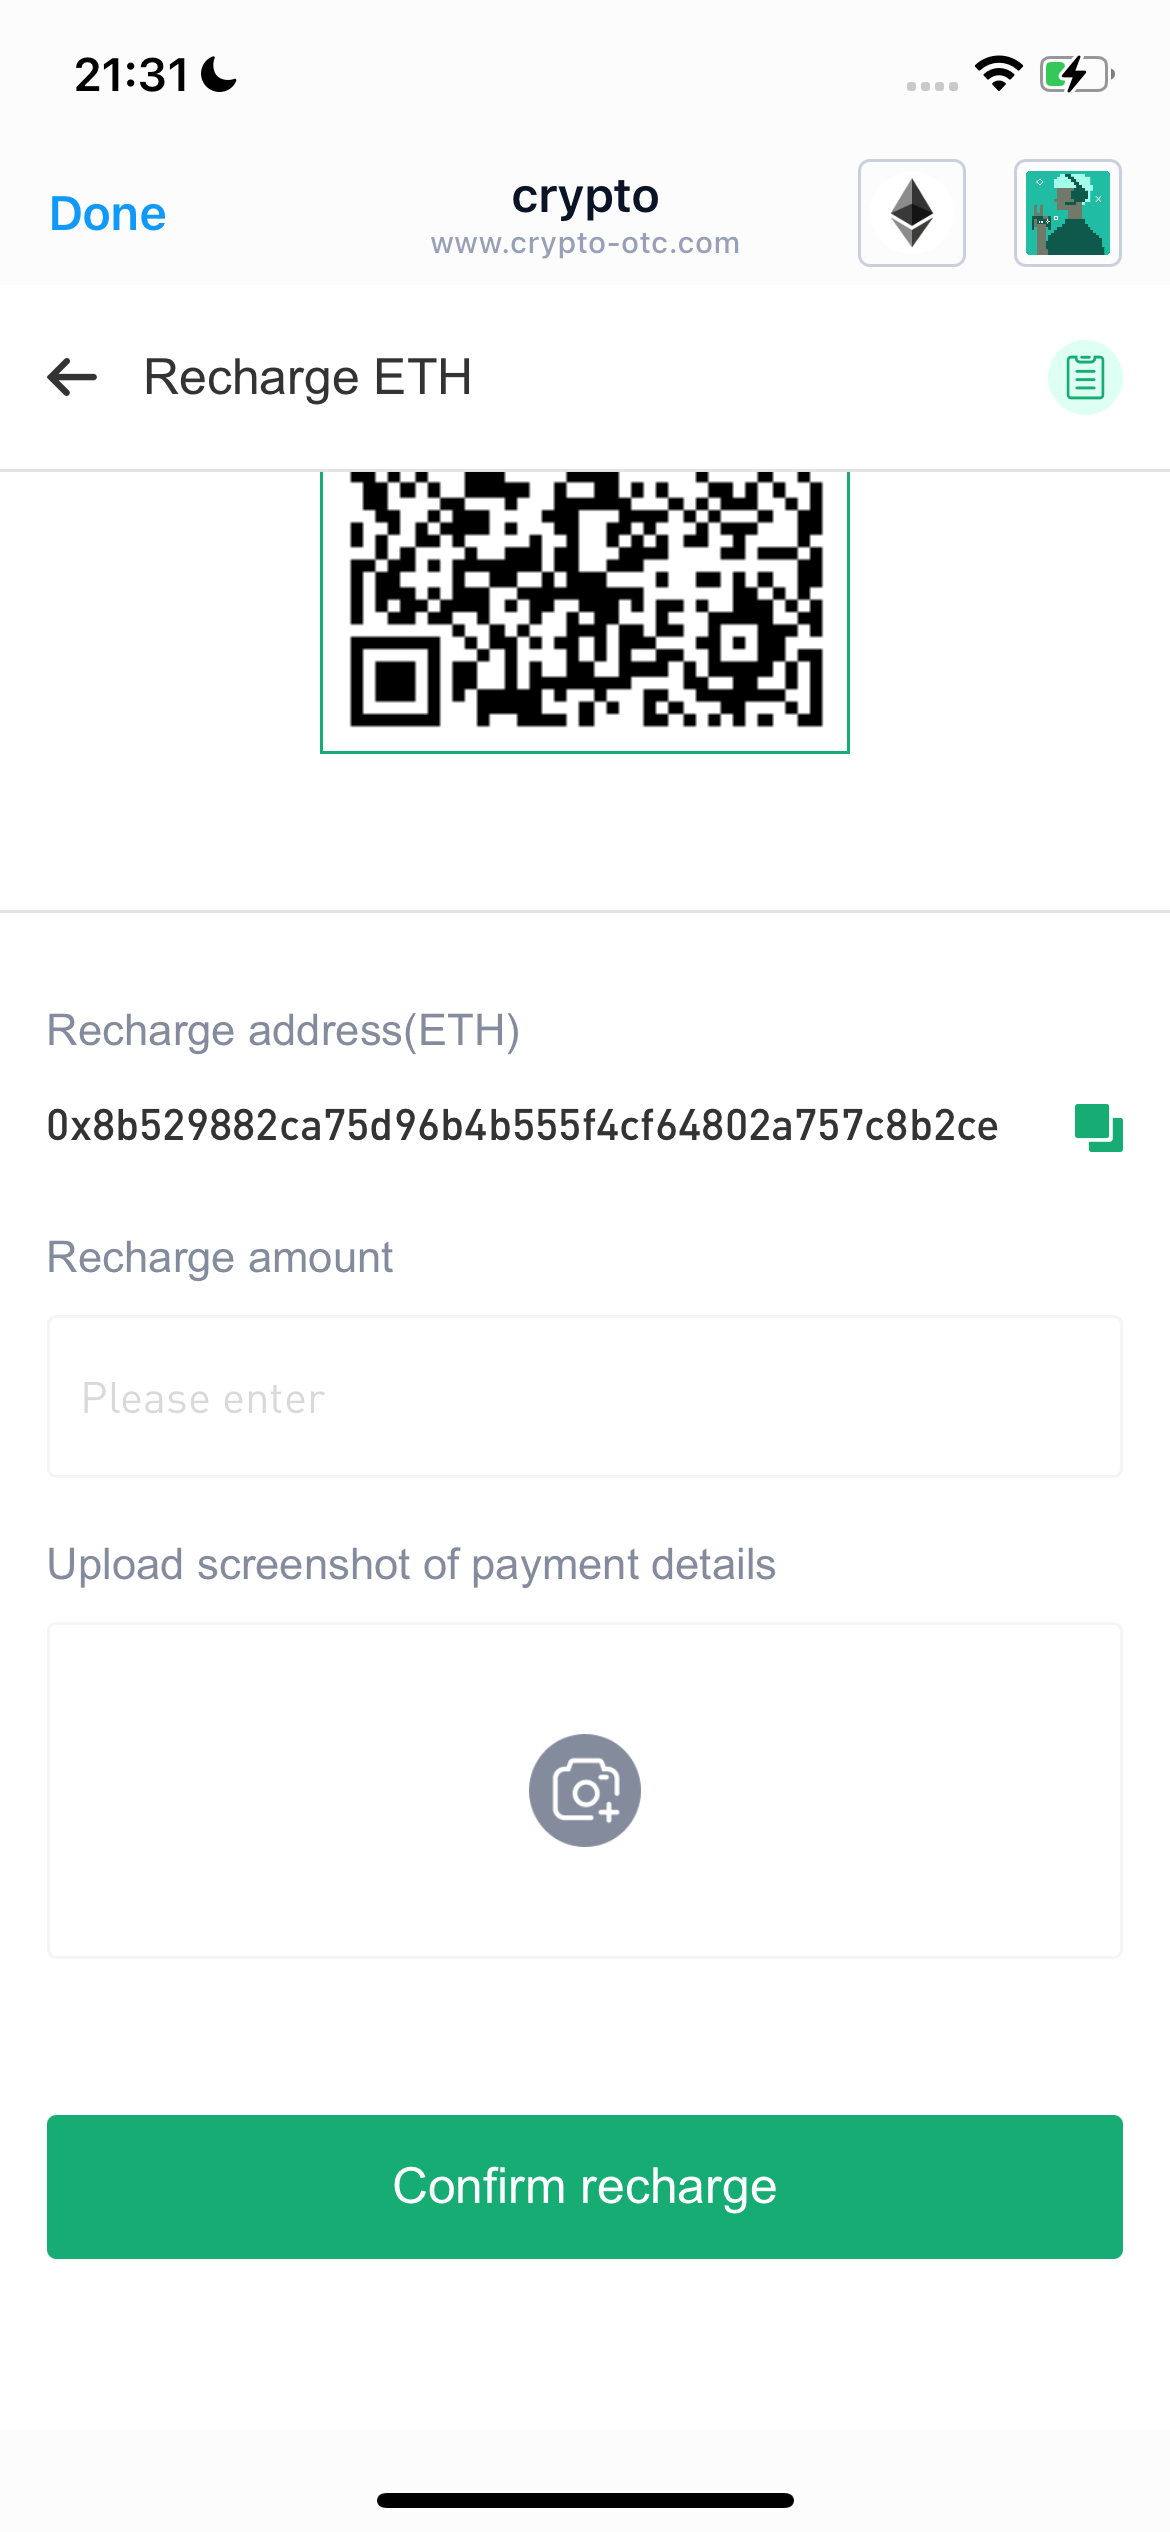 21:31
Done
crypto
www.crypto-otc.com
Recharge ETH
Recharge address(ETH)
0x8b529882ca75d96b4b555f4cf64802a757c8b2ce
Recharge amount
Please enter
Upload screenshot of payment details
Confirm recharge